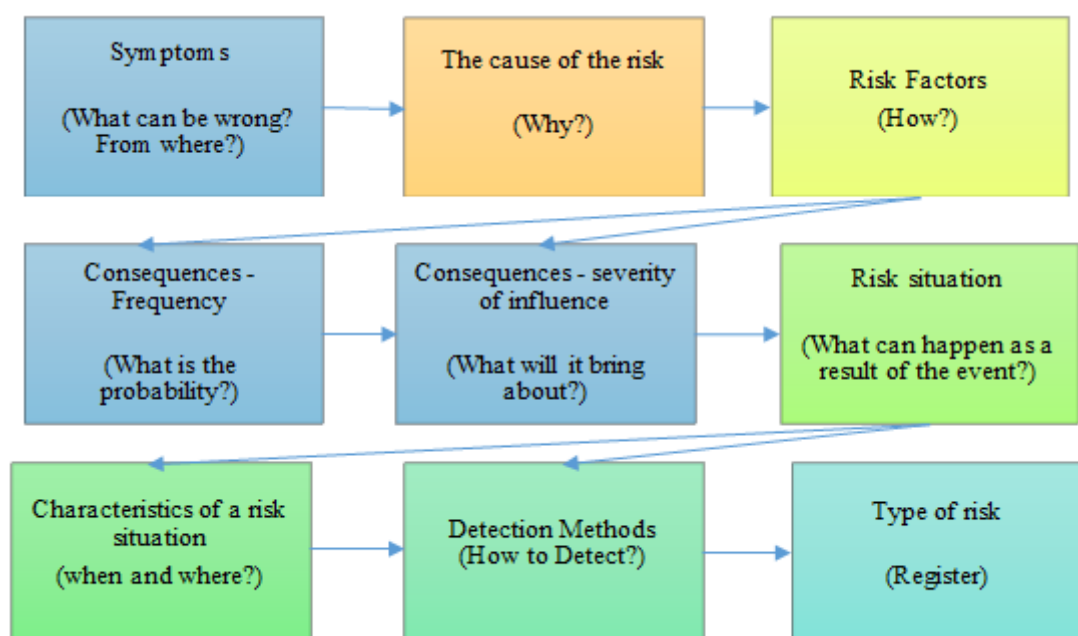 Symptoms
(What can be wrong?
From where?)
The cause of the risk
(Why?)
Risk Factors
(How?)
Consequences -
Frequency
(What is the
probability?)
Consequences - severity
of influence
(What will it bring
about?)
Risk situation
(What can happen as a
result of the event?)
Characteristics of a risk
situation
(when and where?)
Detection Methods
(How to Detect?)
Type of risk
(Register)